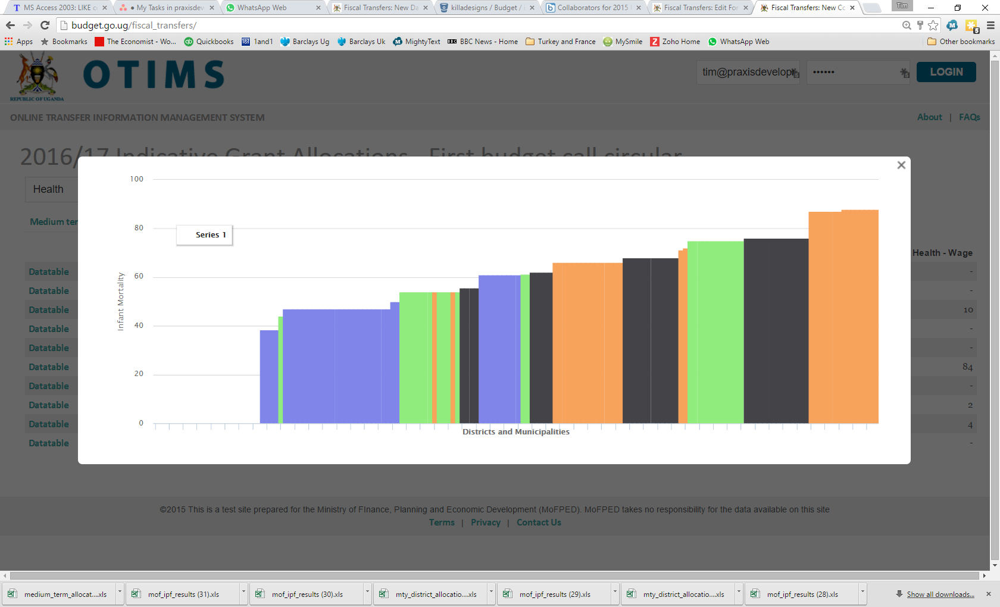 MS Access 2003: LIKE c
• My Tasks in praxisdev
WhatsApp Web
Fiscal Transfers: New Da
killadesigns / Budget /
Collaborators for 2015
Fiscal Transfers: Edit For
Fiscal Transfers: New Co
Tim
budget.go.ug/fiscal_transfers/
Apps
Bookmarks
The Economist - Wo...
Quickbooks
1and1
Barclays Ug
Barclays Uk
MightyText
BBC News - Home
Turkey and France
MySmile
Zoho Home
WhatsApp Web
Other bookmarks
REPUBLIC OF UGANDA
OTIMS
tim@praxisdevelop
••••••
LOGIN
ONLINE TRANSFER INFORMATION MANAGEMENT SYSTEM
About | FAQs
2016/17 Indicative Grant Allocations - First budget call circular
Health
Medium ter
Health - Wage
Datatable -
Datatable -
Datatable 10
Datatable -
Datatable -
Datatable 84
Datatable -
Datatable 2
Datatable 4
Datatable -
100
80
60
40
20
0
Infant Mortality
Series 1
Districts and Municipalities
©2015 This is a test site prepared for the Ministry of FInance, Planning and Economic Development (MoFPED). MoFPED takes no responsibility for the data available on this site
Terms | Privacy | Contact Us
medium_term_allocat....xls
mof_ipf_results (31).xls
mof_ipf_results (30).xls
mty_district_allocatio....xls
mof_ipf_results (29).xls
mty_district_allocatio....xls
mof_ipf_results (28).xls
Show all downloads...